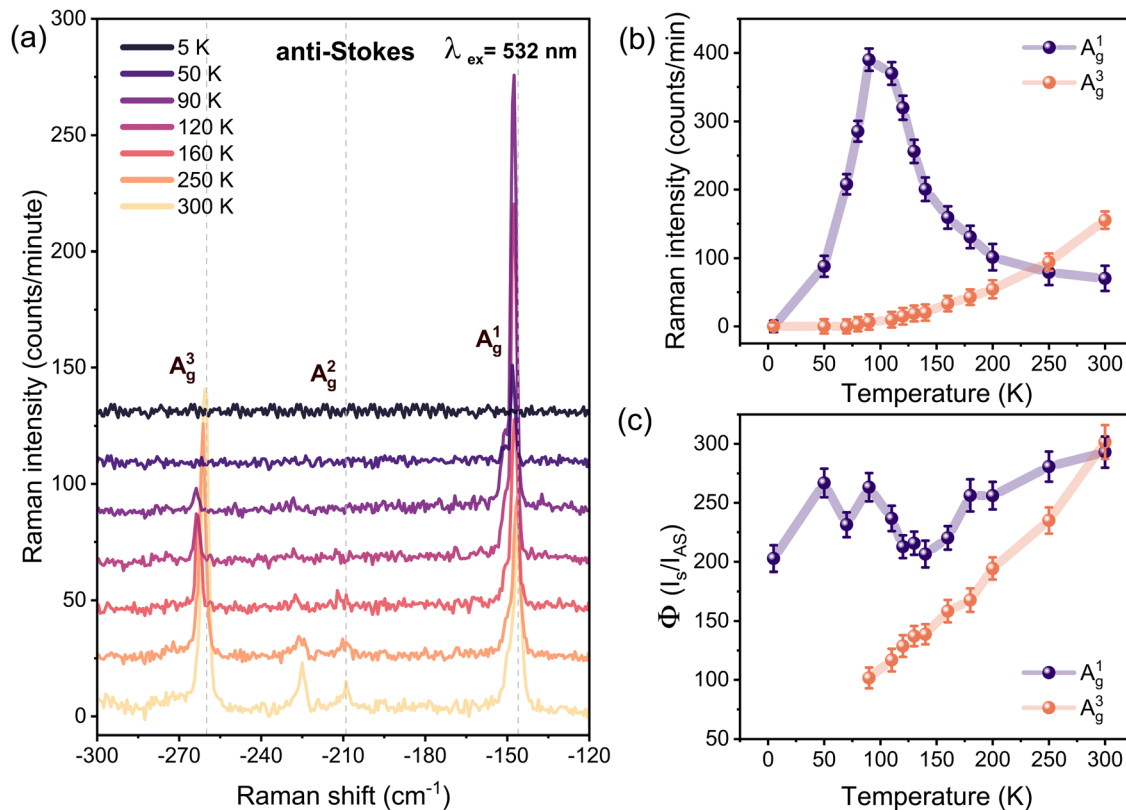 (a)
300
250
200
150
100
50
0
Raman intensity (counts/minute)
5 K
50 K
90 K
120 K
160 K
250 K
300 K
anti-Stokes λ ex = 532 nm
A³g
A²g
A¹g
-300 -270 -240 -210 -180 -150 -120
Raman shift (cm⁻¹)
(b)
400
300
200
100
0
Raman intensity (counts/min)
A¹g
A³g
0 50 100 150 200 250 300
Temperature (K)
(c)
300
250
200
150
100
50
Φ (Is/IAS)
A¹g
A³g
0 50 100 150 200 250 300
Temperature (K)